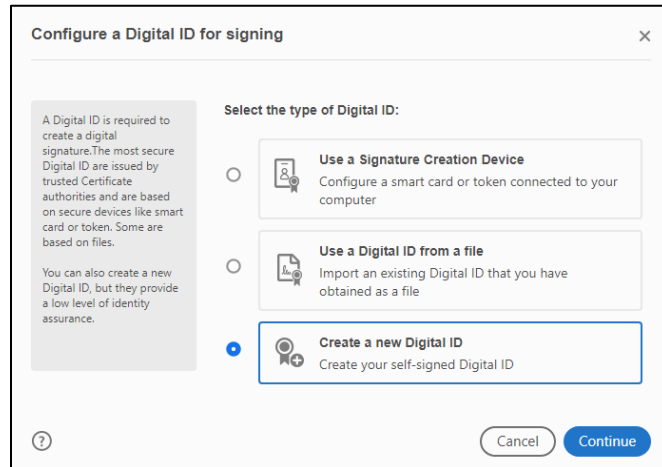 Configure a Digital ID for signing
A Digital ID is required to
create a digital
signature.The most secure
Digital ID are issued by
trusted Certificate
authorities and are based
on secure devices like smart
card or token. Some are
based on files.
You can also create a new
Digital ID, but they provide
a low level of identity
assurance.
Select the type of Digital ID:
Use a Signature Creation Device
Configure a smart card or token connected to your
computer
Use a Digital ID from a file
Import an existing Digital ID that you have
obtained as a file
Create a new Digital ID
Create your self-signed Digital ID
?
Cancel
Continue